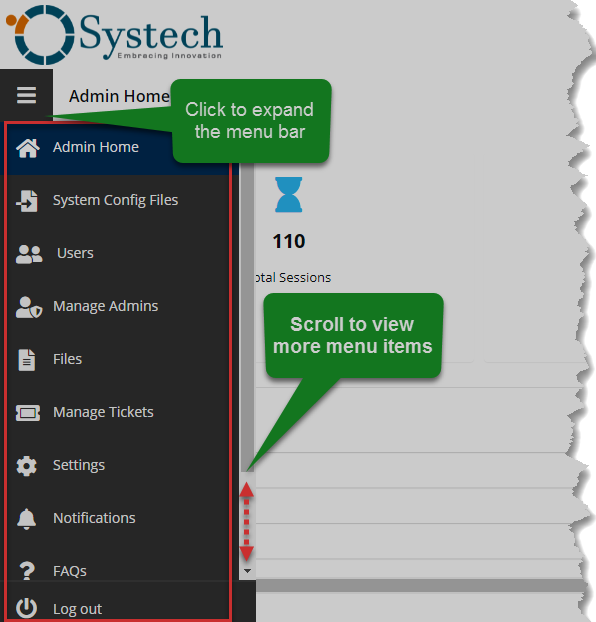 Systech
Embracing Innovation
Admin Home
Click to expand
the menu bar
Admin Home
System Config Files
110
Users
otal Sessions
Manage Admins
Scroll to view
more menu items
Files
Manage Tickets
Settings
Notifications
FAQs
Log out